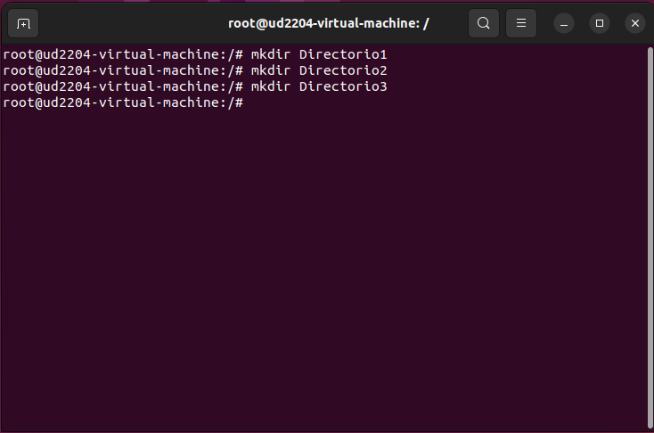 root@ud2204-virtual-machine: /
root@ud2204-virtual-machine:/# mkdir Directorio1
root@ud2204-virtual-machine:/# mkdir Directorio2
root@ud2204-virtual-machine:/# mkdir Directorio3
root@ud2204-virtual-machine:/#